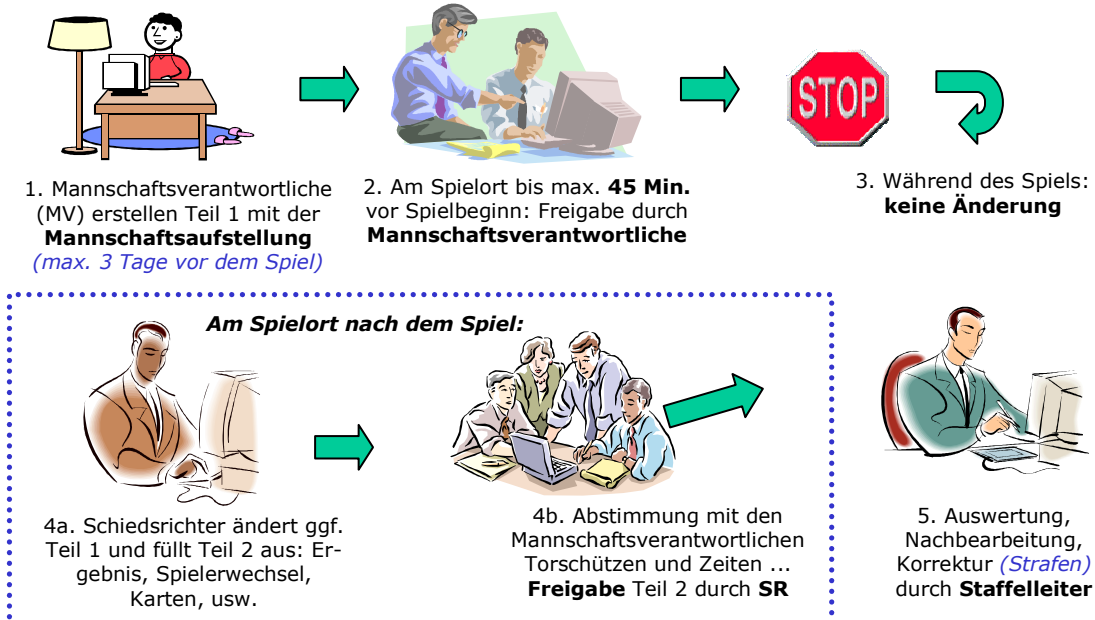 STOP
1. Mannschaftsverantwortliche
(MV) erstellen Teil 1 mit der
Mannschaftsaufstellung
(max. 3 Tage vor dem Spiel)
2. Am Spielort bis max. 45 Min.
vor Spielbeginn: Freigabe durch
Mannschaftsverantwortliche
3. Während des Spiels:
keine Änderung
Am Spielort nach dem Spiel:
4a. Schiedsrichter ändert ggf.
Teil 1 und füllt Teil 2 aus: Er-
gebnis, Spielerwechsel,
Karten, usw.
4b. Abstimmung mit den
Mannschaftsverantwortlichen
Torschützen und Zeiten ...
Freigabe Teil 2 durch SR
5. Auswertung,
Nachbearbeitung,
Korrektur (Strafen)
durch Staffelleiter